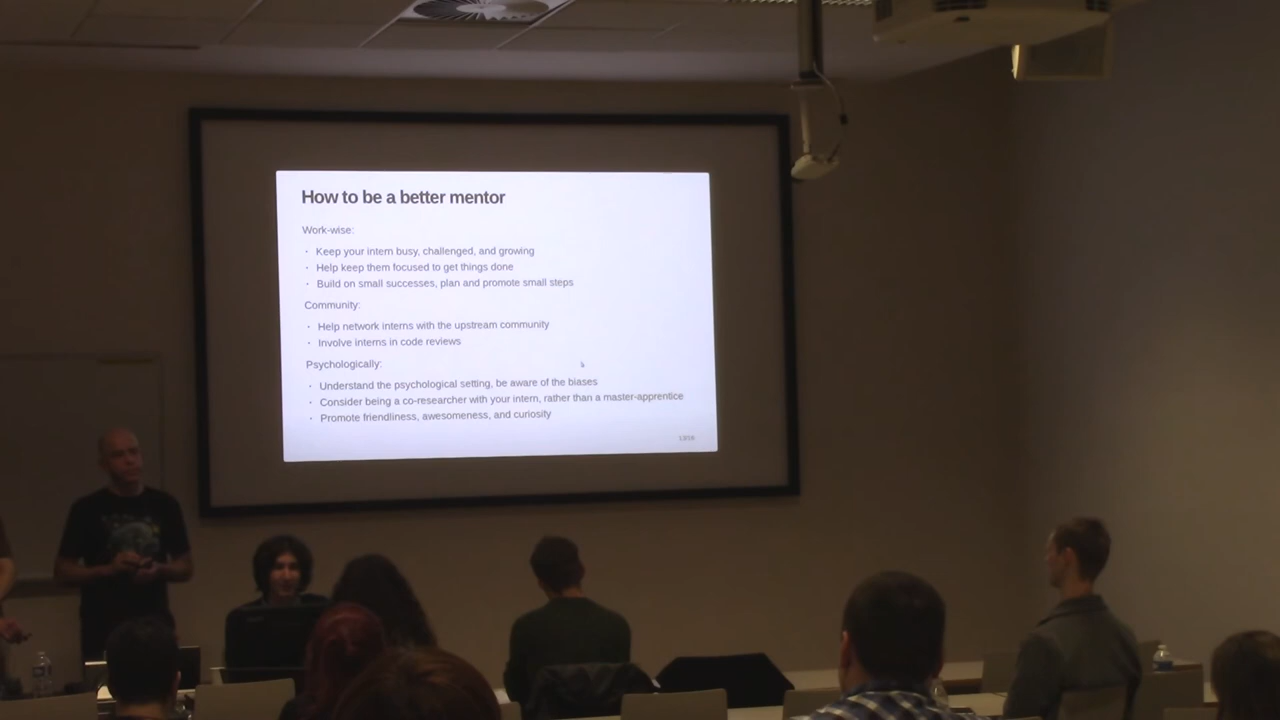 How to be a better mentor
Work-wise:
· Keep your intern busy, challenged, and growing
· Help keep them focused to get things done
· Build on small successes, plan and promote small steps
Community:
· Help network interns with the upstream community
· Involve interns in code reviews
Psychologically:
· Understand the psychological setting, be aware of the biases
· Consider being a co-researcher with your intern, rather than a master-apprentice
· Promote friendliness, awesomeness, and curiosity